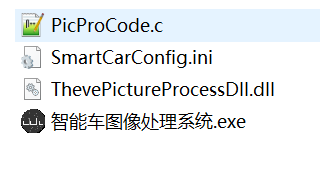 PicProCode.c
SmartCarConfig.ini
ThevePictureProcessDll.dll
智能车图像处理系统.exe